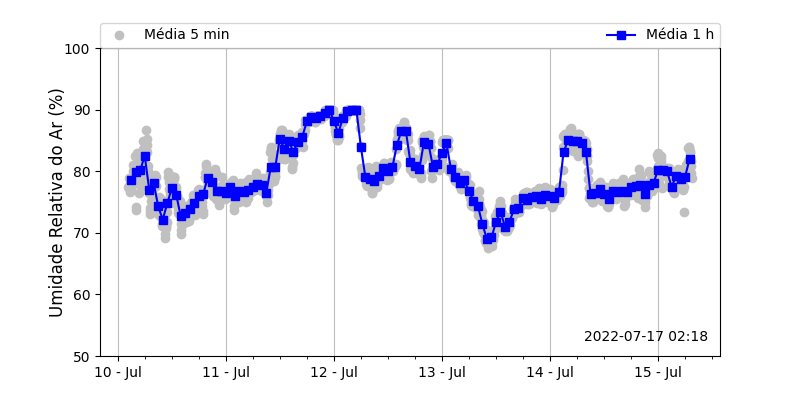 Média 5 min
Média 1 h
Umidade Relativa do Ar (%)
100
90
80
70
60
50
2022-07-17 02:18
10 - Jul
11 - Jul
12 - Jul
13 - Jul
14 - Jul
15 - Jul